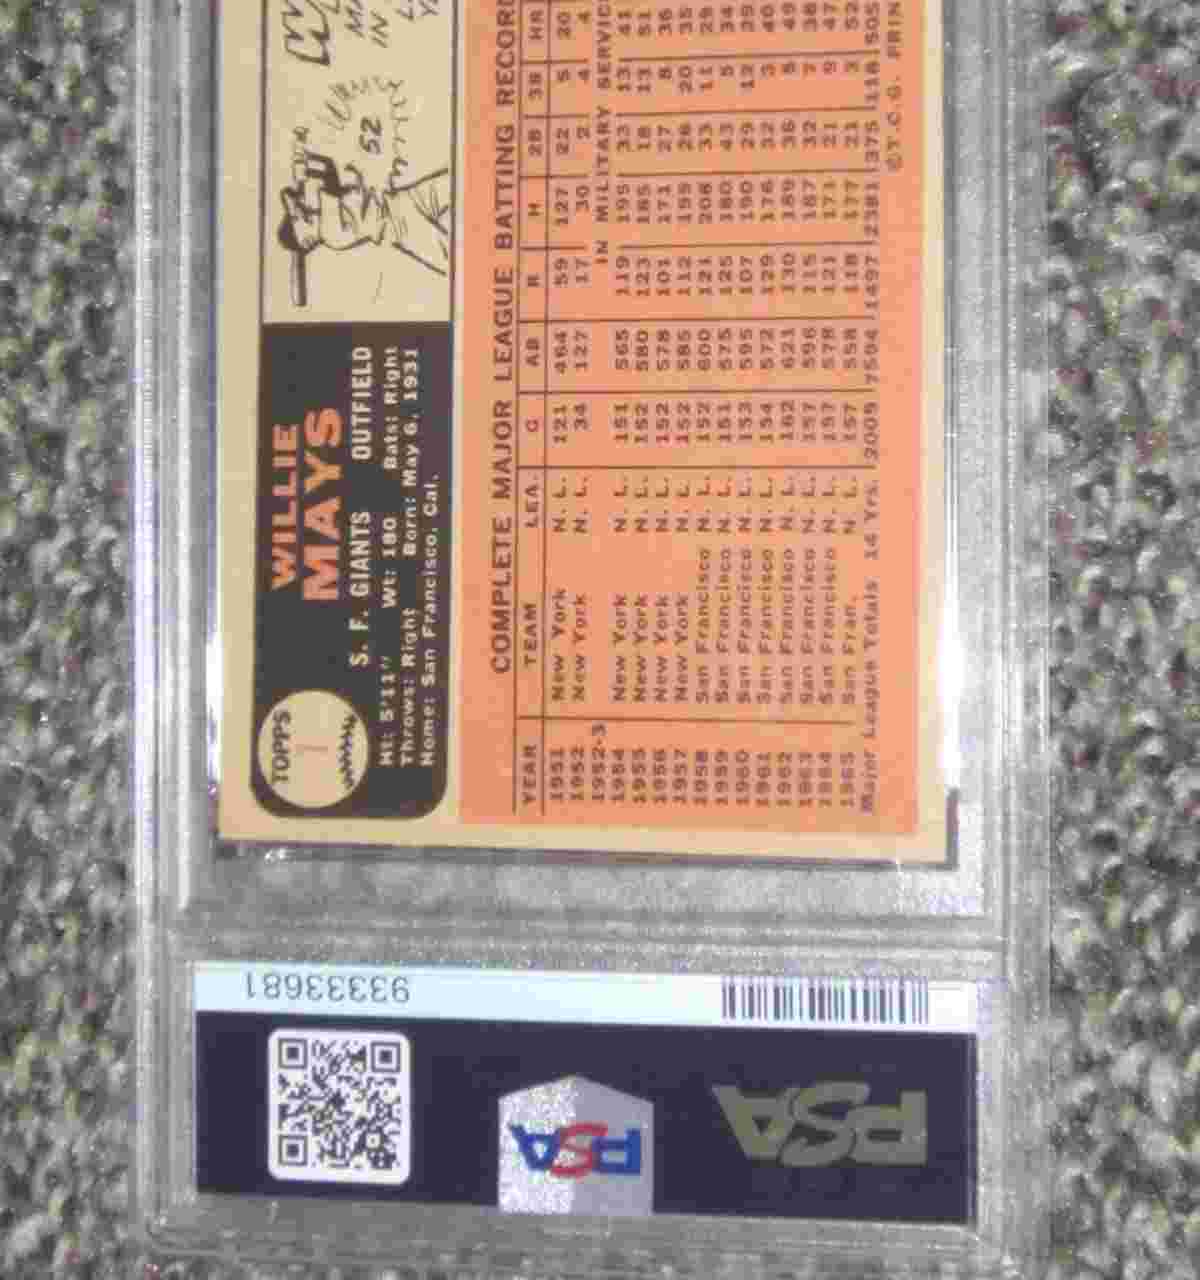 TOPPS
1
WILLIE
MAYS
S. F. GIANTS OUTFIELD
Ht: 5'11" Wt: 180 Bats: Right
Throws: Right Born: May 6, 1931
Home: San Francisco, Cal.
52
IN
COMPLETE MAJOR LEAGUE BATTING RECORD
YEAR TEAM LEA. G AB R H 2B 3B HR
1951 New York N. L. 121 464 59 127 22 5 20
1952 New York N. L. 34 127 17 30 2 4 4
1952-3 IN MILITARY SERVIC
1954 New York N. L. 151 565 119 195 33 13 41
1955 New York N. L. 152 580 123 185 18 13 51
1956 New York N. L. 152 578 101 171 27 8 36
1957 New York N. L. 152 585 112 195 26 20 35
1958 San Francisco N. L. 152 600 121 208 33 11 29
1959 San Francisco N. L. 151 575 125 180 43 5 34
1960 San Francisco N. L. 153 595 107 190 29 12 29
1961 San Francisco N. L. 154 572 129 176 32 3 40
1962 San Francisco N. L. 162 621 130 189 36 5 49
1963 San Francisco N. L. 157 596 115 187 32 7 38
1964 San Francisco N. L. 157 578 121 171 21 9 47
1965 San Fran. N. L. 157 558 118 177 21 3 52
Major League Totals 14 Yrs. 2005 7594 1497 2381 375 118 505
©T.C.G. PRIN
93333681
PSA
PSA